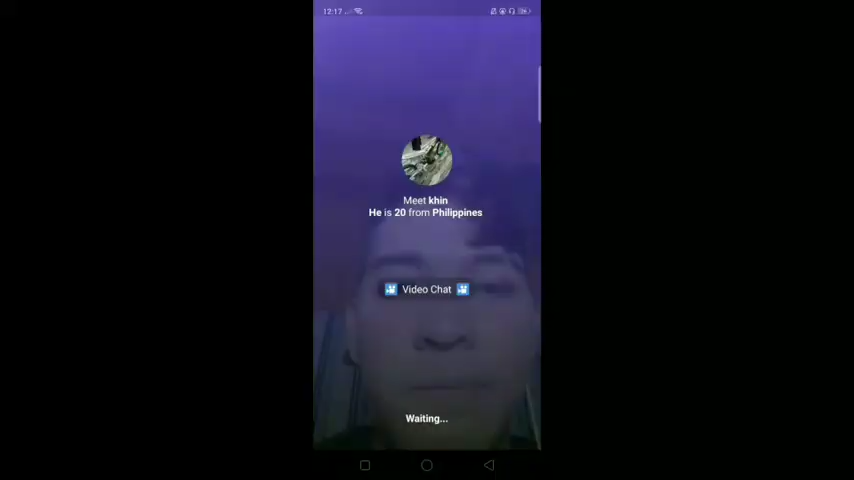 12:17
Meet khin
He is 20 from Philippines
Video Chat
Waiting...